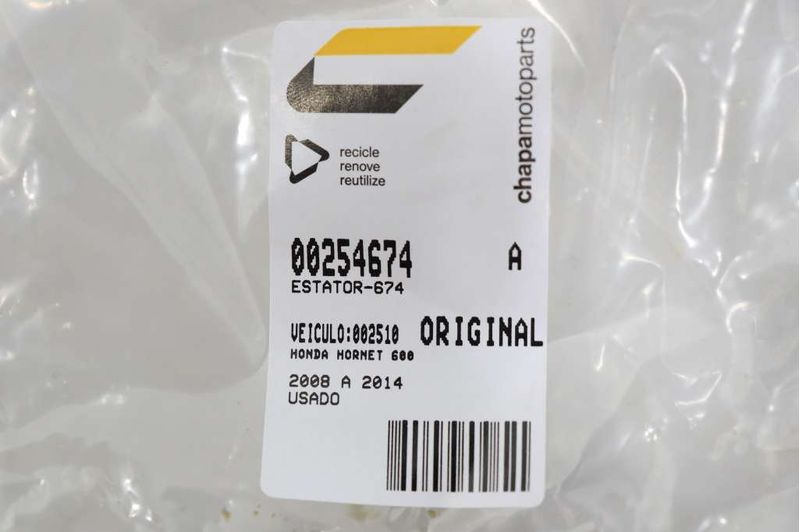 chapamotoparts
recicle
renove
reutilize
00254674 A
ESTATOR-674
VEICULO:002510 ORIGINAL
HONDA HORNET 600
2008 A 2014
USADO